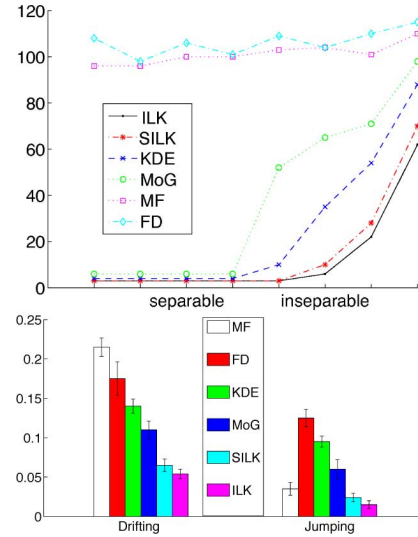 120
100
80
60
40
20
0
ILK
SILK
KDE
MoG
MF
FD
separable inseparable
0.25
0.2
0.15
0.1
0.05
0
MF
FD
KDE
MoG
SILK
ILK
Drifting Jumping